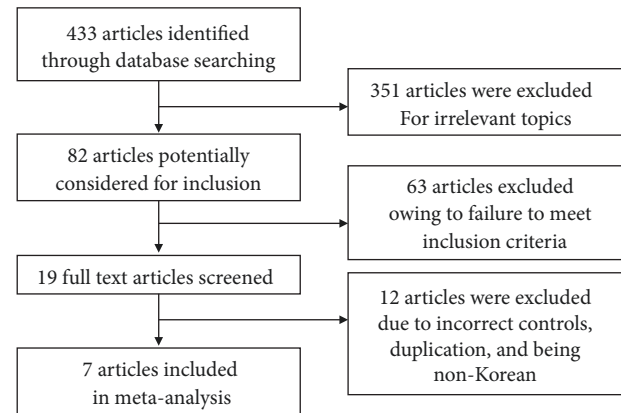 433 articles identified
through database searching
351 articles were excluded
For irrelevant topics
82 articles potentially
considered for inclusion
63 articles excluded
owing to failure to meet
inclusion criteria
19 full text articles screened
12 articles were excluded
due to incorrect controls,
duplication, and being
non-Korean
7 articles included
in meta-analysis